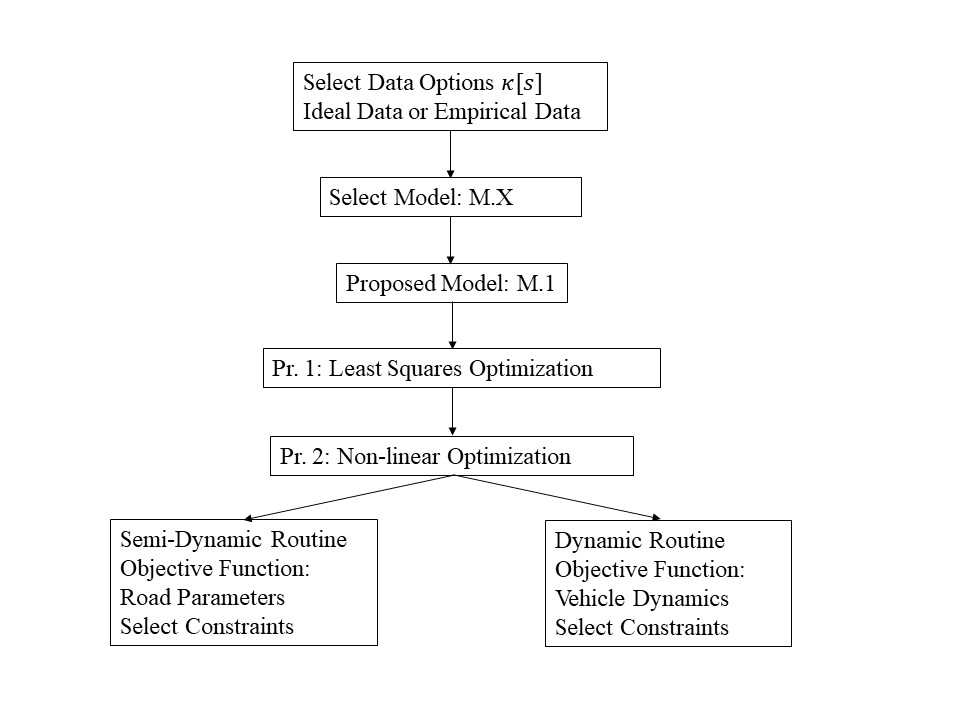 Select Data Options κ[s]
Ideal Data or Empirical Data
Select Model: M.X
Proposed Model: M.1
Pr. 1: Least Squares Optimization
Pr. 2: Non-linear Optimization
Semi-Dynamic Routine
Objective Function:
Road Parameters
Select Constraints
Dynamic Routine
Objective Function:
Vehicle Dynamics
Select Constraints